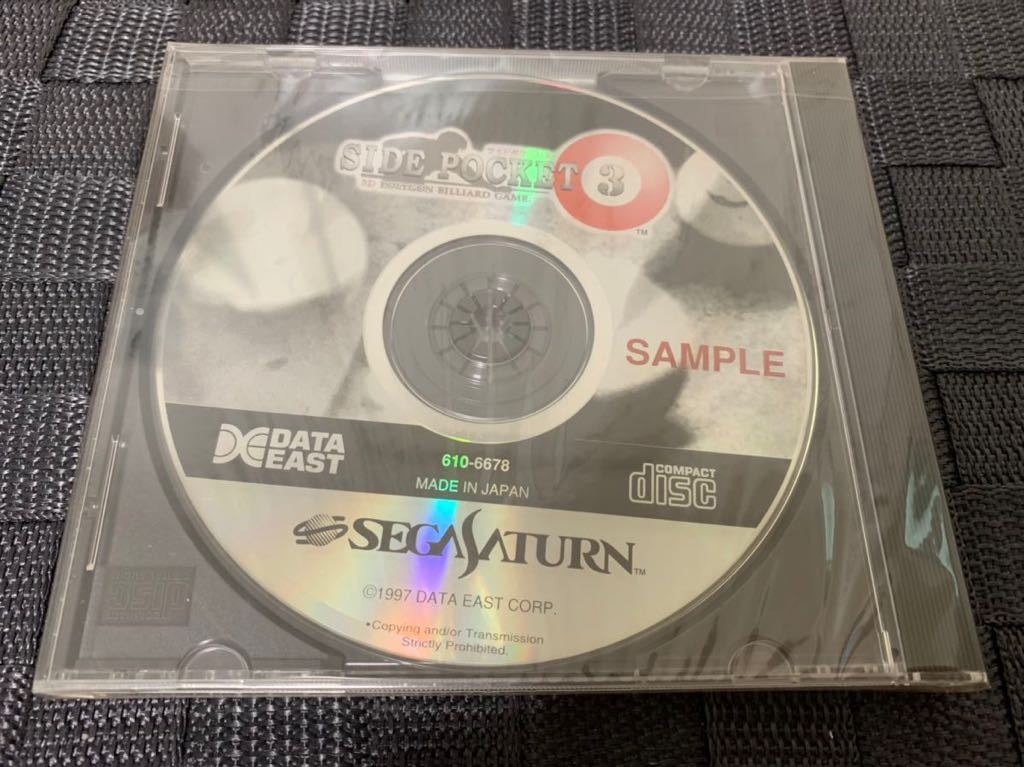 SIDE POCKET 3
3D POLYGON BILLIARD GAME
TM
SAMPLE
DATA EAST
610-6678
MADE IN JAPAN
COMPACT disc
SEGA SATURN TM
©1997 DATA EAST CORP.
•Copying and/or Transmission
Strictly Prohibited.